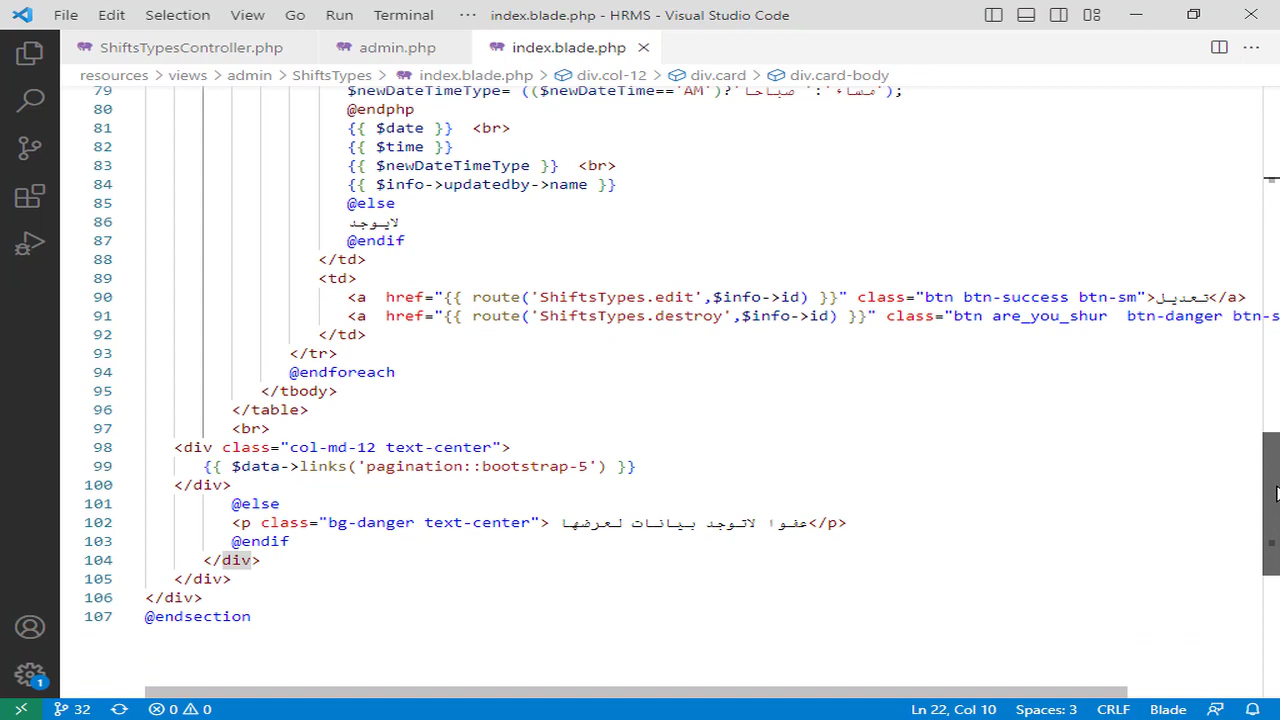 File Edit Selection View Go Run Terminal ··· index.blade.php - HRMS - Visual Studio Code
ShiftsTypesController.php admin.php index.blade.php
resources > views > admin > ShiftsTypes > index.blade.php > div.col-12 > div.card > div.card-body
79 $newDateTimeType= (($newDateTime=='AM')?'صباحا ':'مساء');
80 @endphp
81 {{ $date }} <br>
82 {{ $time }}
83 {{ $newDateTimeType }} <br>
84 {{ $info->updatedby->name }}
85 @else
86 لايوجد
87 @endif
88 </td>
89 <td>
90 <a href="{{ route('ShiftsTypes.edit',$info->id) }}" class="btn btn-success btn-sm">تعديل</a>
91 <a href="{{ route('ShiftsTypes.destroy',$info->id) }}" class="btn are_you_shur btn-danger btn-s
92 </td>
93 </tr>
94 @endforeach
95 </tbody>
96 </table>
97 <br>
98 <div class="col-md-12 text-center">
99 {{ $data->links('pagination::bootstrap-5') }}
100 </div>
101 @else
102 <p class="bg-danger text-center"> عفوا لاتوجد بيانات لعرضها</p>
103 @endif
104 </div>
105 </div>
106 </div>
107 @endsection
1
32 0 0 Ln 22, Col 10 Spaces: 3 CRLF Blade